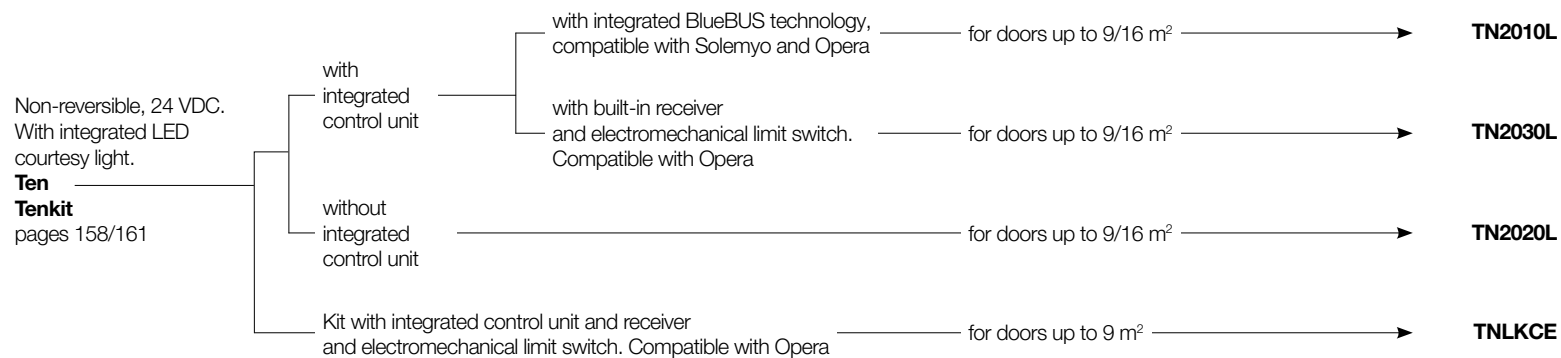 Non-reversible, 24 VDC.
With integrated LED
courtesy light.
Ten
Tenkit
pages 158/161
with
integrated
control unit
with integrated BlueBUS technology,
compatible with Solemyo and Opera
for doors up to 9/16 m²
TN2010L
with built-in receiver
and electromechanical limit switch.
Compatible with Opera
for doors up to 9/16 m²
TN2030L
without
integrated
control unit
for doors up to 9/16 m²
TN2020L
Kit with integrated control unit and receiver
and electromechanical limit switch. Compatible with Opera
for doors up to 9 m²
TNLKCE